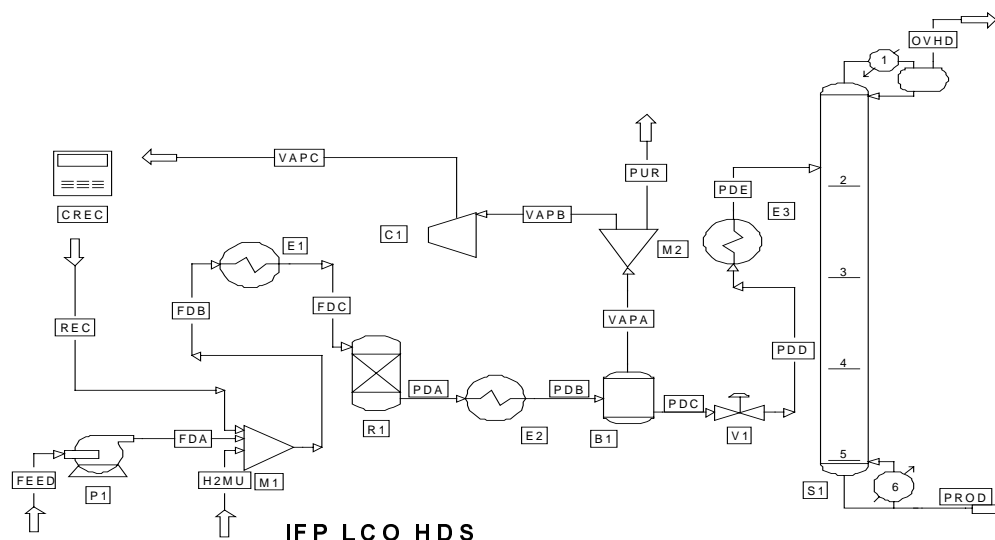 OVHD
1
VAPC
PUR
2
PDE
CREC
VAPB
E3
C1
M2
E1
3
FDB
FDC
REC
VAPA
PDD
4
PDA
PDB
PDC
R1
E2
B1
V1
FDA
5
FEED
P1
H2MU
M1
S1
6
PROD
IFP LCO HDS